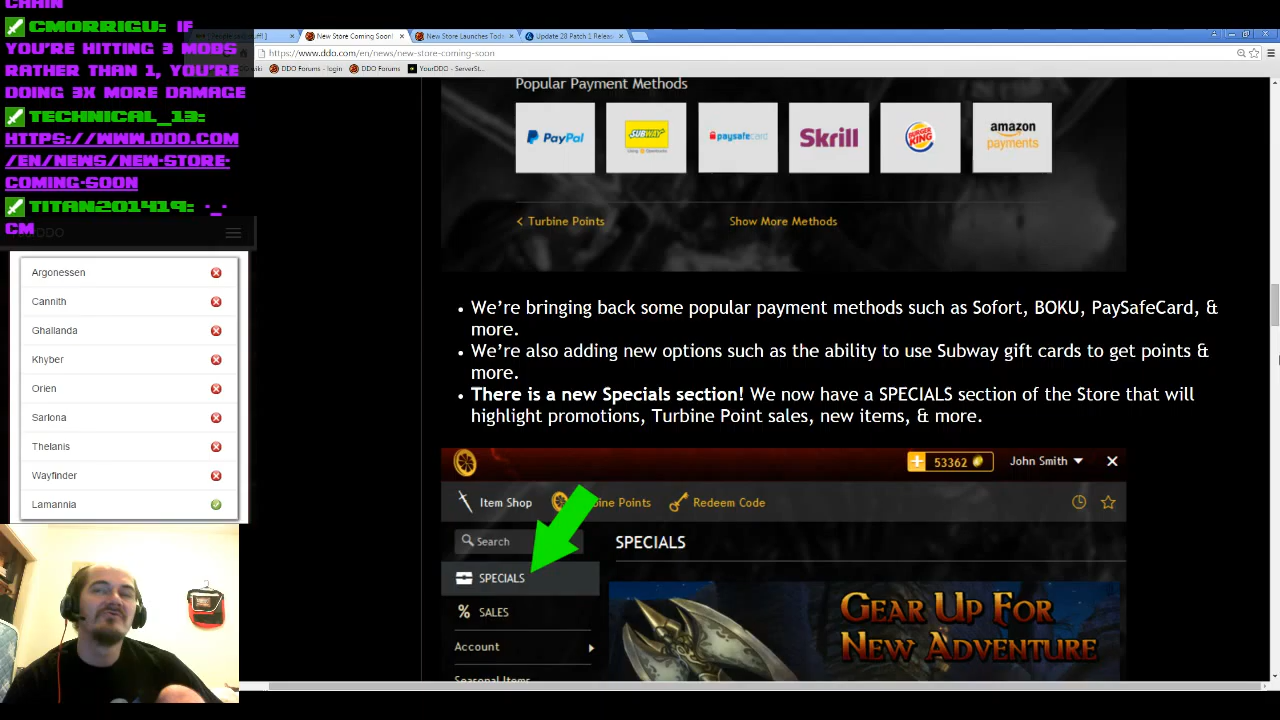 CHAIN
CMORRIGU: IF
YOU'RE HITTING 3 MOBS
RATHER THAN 1, YOU'RE
DOING 3X MORE DAMAGE
TECHNICAL_13:
HTTPS://WWW.DDO.COM
/EN/NEWS/NEW-STORE-
COMING-SOON
TITAN201419: ._.
CM
New Store Coming Soon!
New Store Launches Tod
Update 28 Patch 1 Relea
https://www.ddo.com/en/news/new-store-coming-soon
DDO Forums - login
DDO Forums
YourDDO - ServerSt...
Argonessen
Cannith
Ghallanda
Khyber
Orien
Sarlona
Thelanis
Wayfinder
Lamannia
Popular Payment Methods
PayPal
SUBWAY
paysafecard
Skrill
BURGER KING
amazon payments
< Turbine Points
Show More Methods
• We're bringing back some popular payment methods such as Sofort, BOKU, PaySafeCard, &
more.
• We're also adding new options such as the ability to use Subway gift cards to get points &
more.
• There is a new Specials section! We now have a SPECIALS section of the Store that will
highlight promotions, Turbine Point sales, new items, & more.
53362
John Smith
Item Shop
Points
Redeem Code
Search
SPECIALS
SPECIALS
% SALES
Account
Seasonal Items
GEAR UP FOR
NEW ADVENTURE